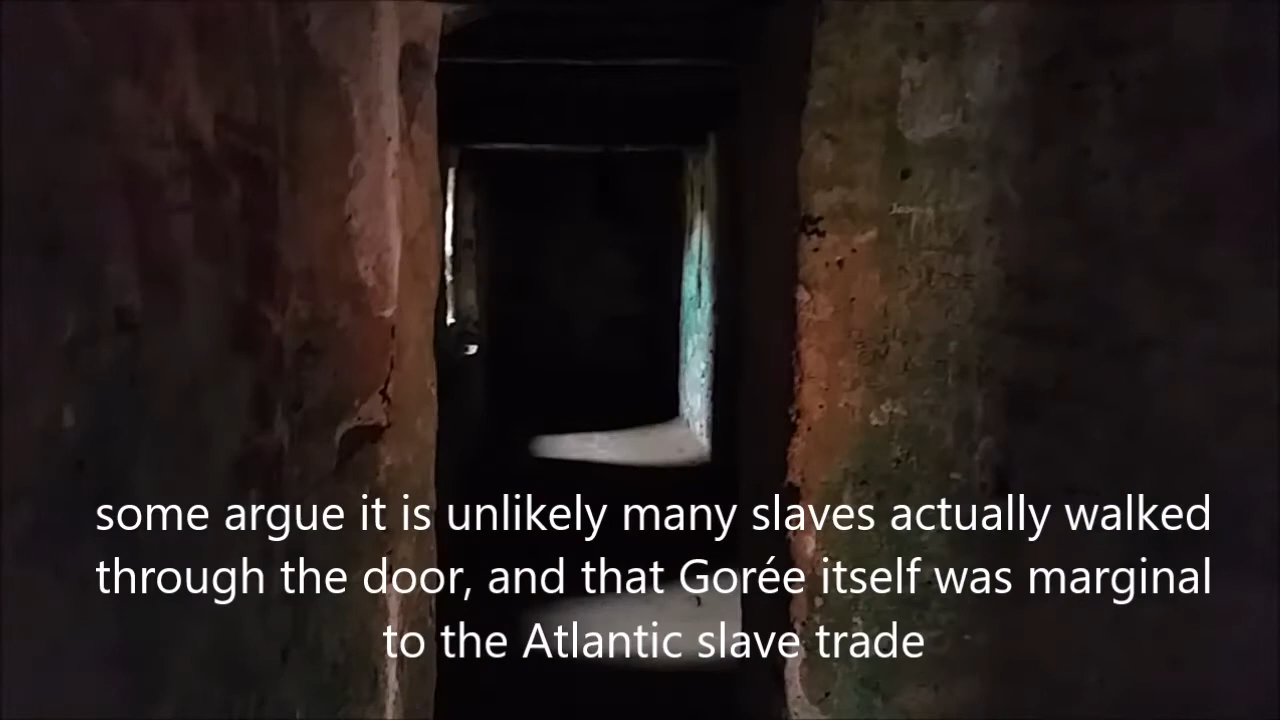 some argue it is unlikely many slaves actually walked
through the door, and that Gorée itself was marginal
to the Atlantic slave trade